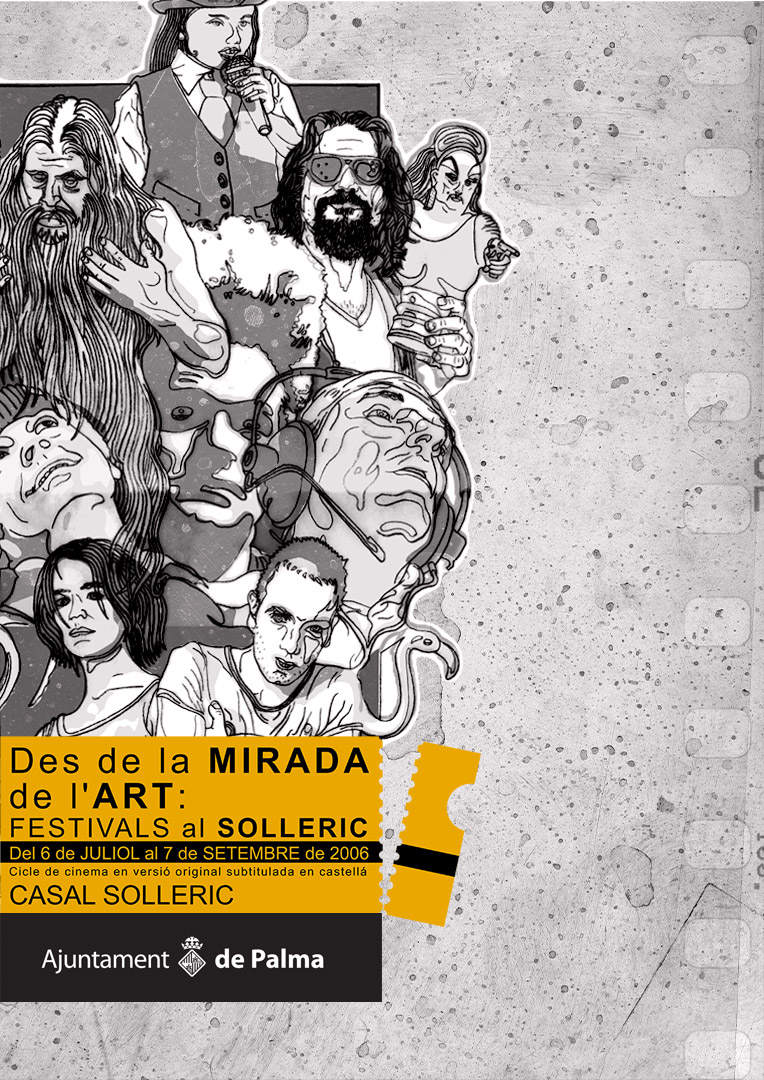 Des de la MIRADA
de l'ART:
FESTIVALS al SOLLERIC
Del 6 de JULIOL al 7 de SETEMBRE de 2006
Cicle de cinema en versió original subtitulada en castellá
CASAL SOLLERIC
Ajuntament de Palma